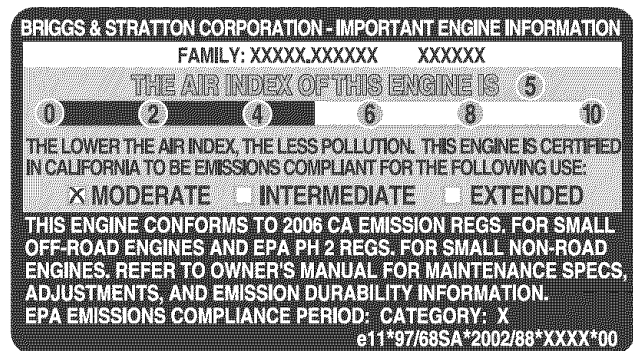 BRIGGS & STRATTON CORPORATION - IMPORTANT ENGINE INFORMATION
FAMILY: XXXXX.XXXXXX XXXXXX
THE AIR INDEX OF THIS ENGINE IS 5
0 2 4 6 8 10
THE LOWER THE AIR INDEX, THE LESS POLLUTION. THIS ENGINE IS CERTIFIED
IN CALIFORNIA TO BE EMISSIONS COMPLIANT FOR THE FOLLOWING USE:
X MODERATE INTERMEDIATE EXTENDED
THIS ENGINE CONFORMS TO 2006 CA EMISSION REGS. FOR SMALL
OFF-ROAD ENGINES AND EPA PH 2 REGS. FOR SMALL NON-ROAD
ENGINES. REFER TO OWNER'S MANUAL FOR MAINTENANCE SPECS,
ADJUSTMENTS, AND EMISSION DURABILITY INFORMATION.
EPA EMISSIONS COMPLIANCE PERIOD: CATEGORY: X
e11*97/68SA*2002/88*XXXX*00